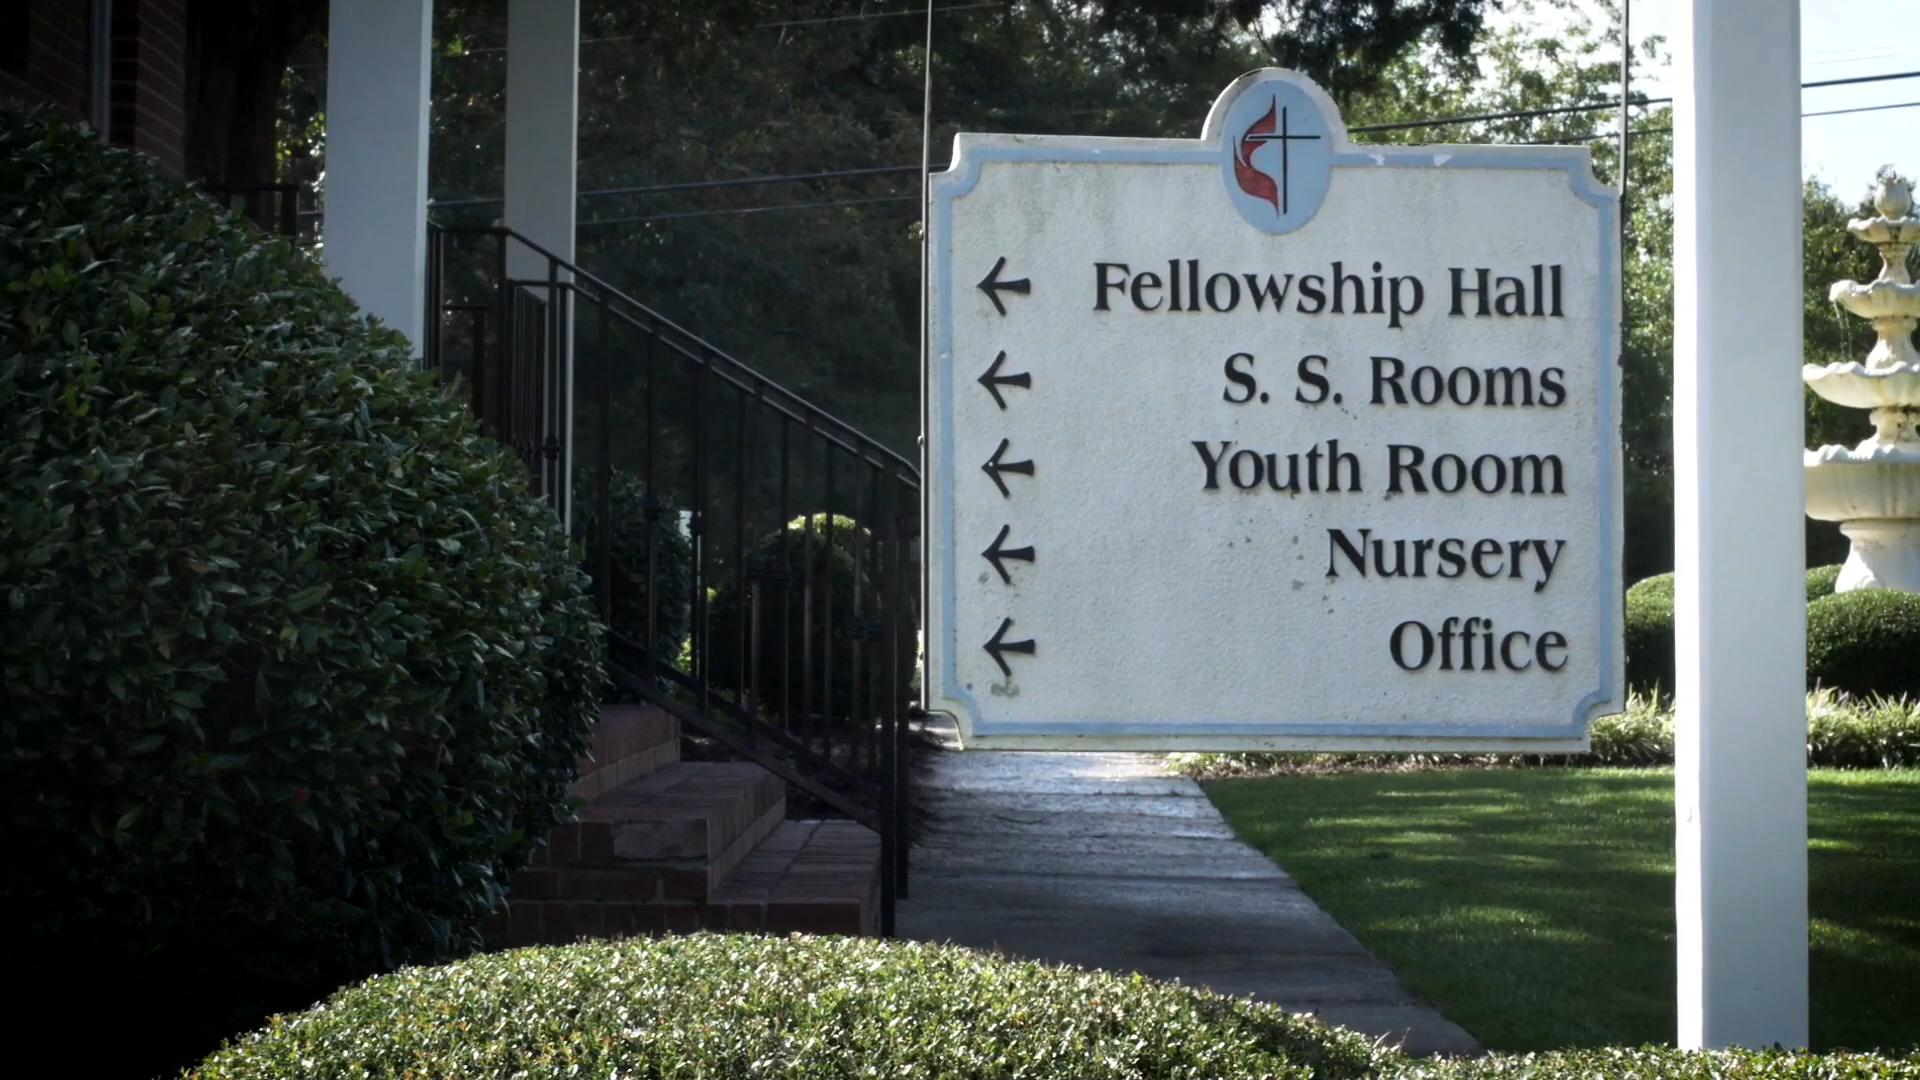 ← Fellowship Hall
← S. S. Rooms
← Youth Room
← Nursery
← Office